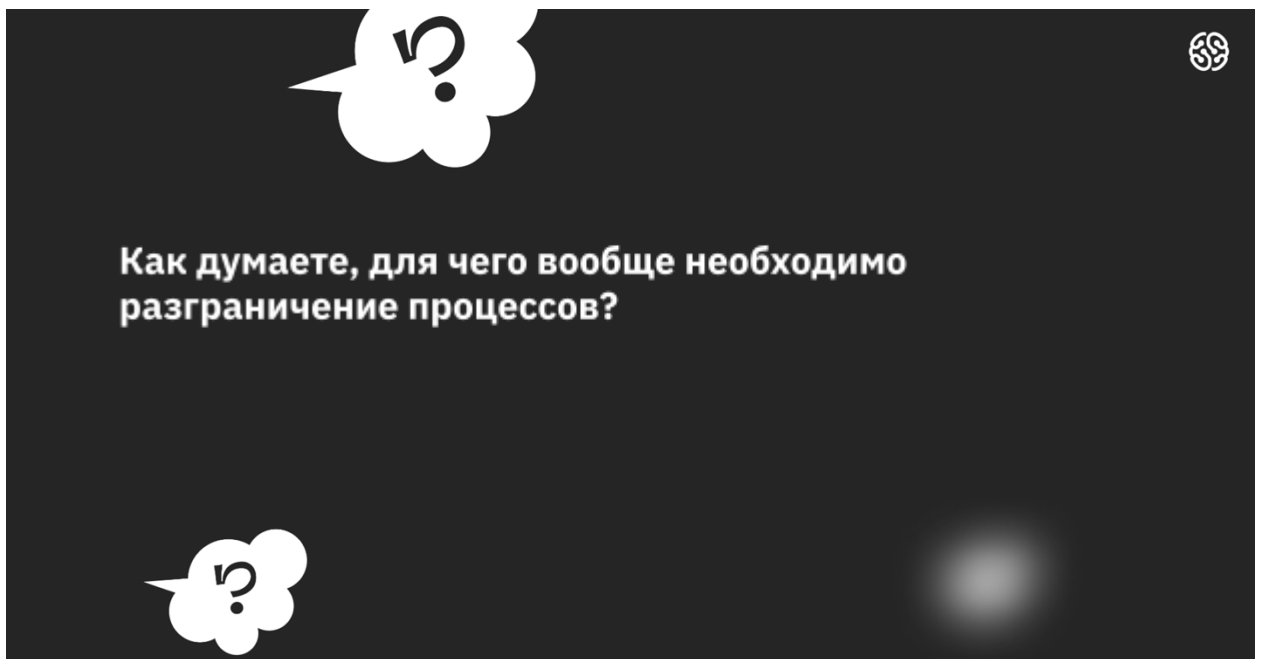 ?
Как думаете, для чего вообще необходимо
разграничение процессов?
?